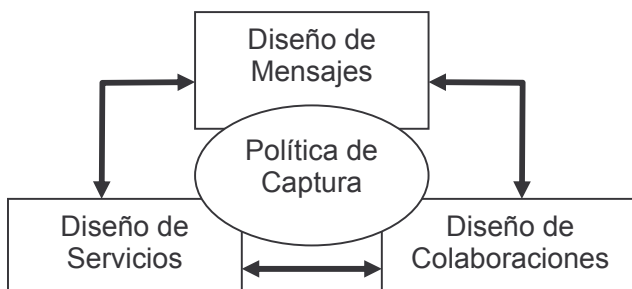 Diseño de
Mensajes
Política de
Captura
Diseño de
Servicios
Diseño de
Colaboraciones